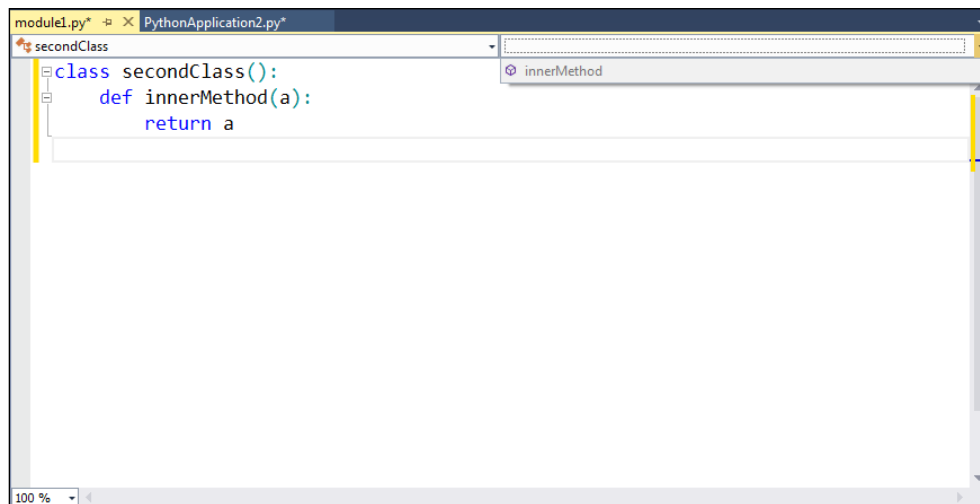 module1.py* PythonApplication2.py*
secondClass
innerMethod
class secondClass():
    def innerMethod(a):
        return a
100 %